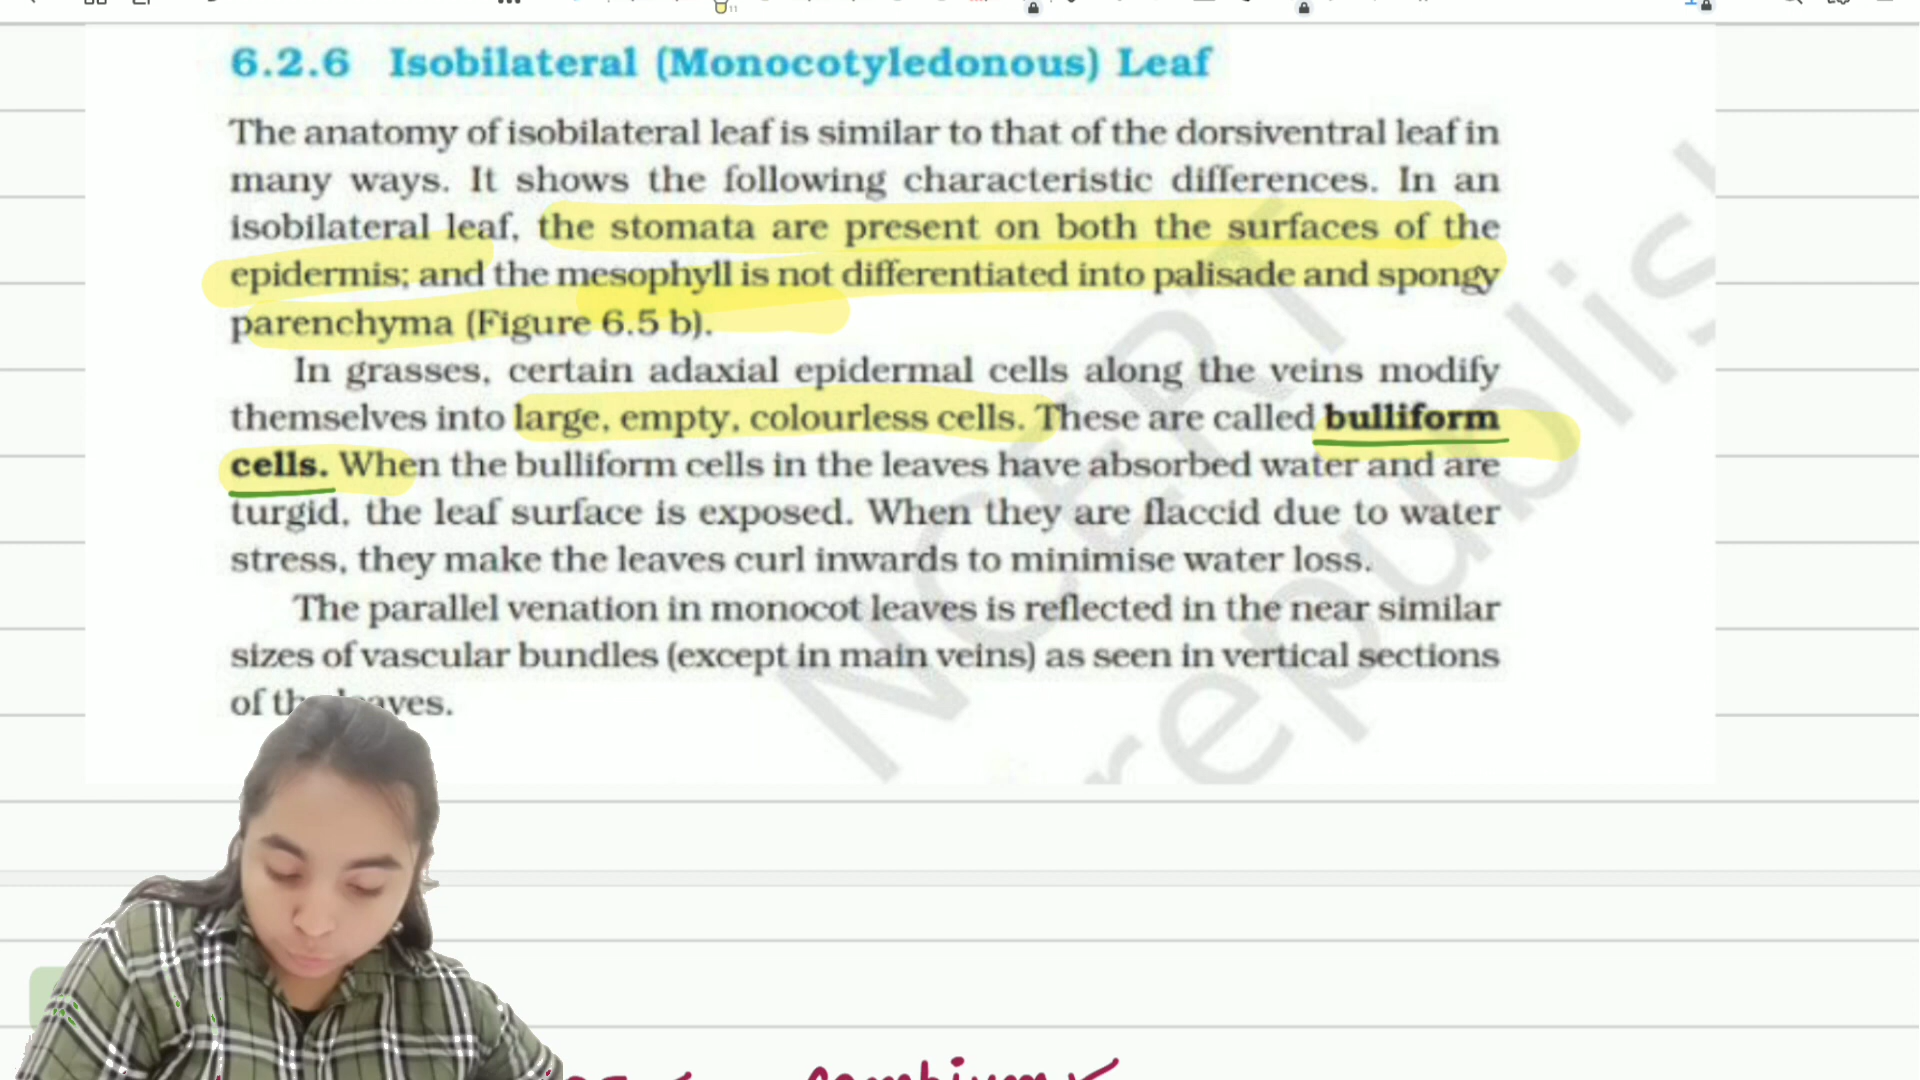 6.2.6 Isobilateral (Monocotyledonous) Leaf
The anatomy of isobilateral leaf is similar to that of the dorsiventral leaf in
many ways. It shows the following characteristic differences. In an
isobilateral leaf, the stomata are present on both the surfaces of the
epidermis; and the mesophyll is not differentiated into palisade and spongy
parenchyma (Figure 6.5 b).
In grasses, certain adaxial epidermal cells along the veins modify
themselves into large, empty, colourless cells. These are called bulliform
cells. When the bulliform cells in the leaves have absorbed water and are
turgid, the leaf surface is exposed. When they are flaccid due to water
stress, they make the leaves curl inwards to minimise water loss.
The parallel venation in monocot leaves is reflected in the near similar
sizes of vascular bundles (except in main veins) as seen in vertical sections
of
NCERT
republis